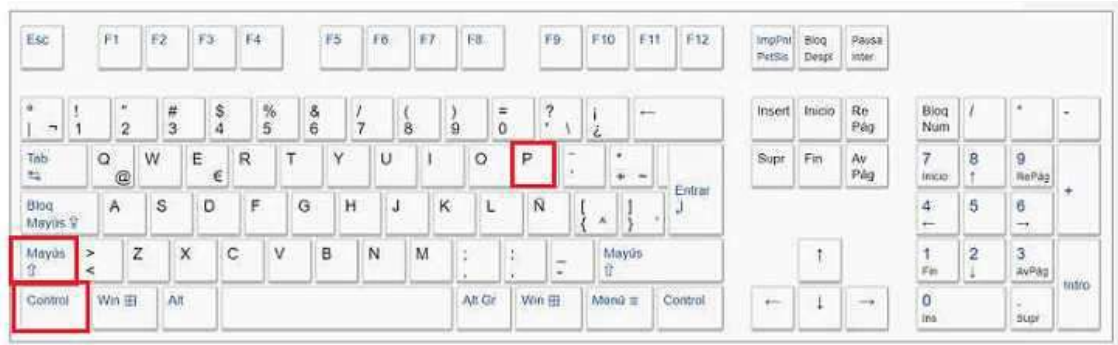 Esc F1 F2 F3 F4 F5 F6 F7 F8 F9 F10 F11 F12 ImpPnt Bloq Pausa
PetSis Despl Inter
° ! " # $ % & / ( ) = ? ¡ ← Insert Inicio Re Bloq / * -
| ¬ 1 2 3 4 5 6 7 8 9 0 ' \ ¿ Pág Num
Tab Q W E R T Y U I O P ¨ * Supr Fin Av 7 8 9
↹ @ € ´ + ~ Entrar Pág Inicio ↑ RePág +
Bloq A S D F G H J K L Ñ [ ] ┘ 4 5 6
Mayús ⇧ { ^ } ` ← →
Mayús > Z X C V B N M ; : _ Mayús ↑ 1 2 3
⇧ < , . - ⇧ Fin ↓ AvPág Intro
Control Win ⊞ Alt Alt Gr Win ⊞ Menú ≡ Control ← ↓ → 0 .
Ins Supr